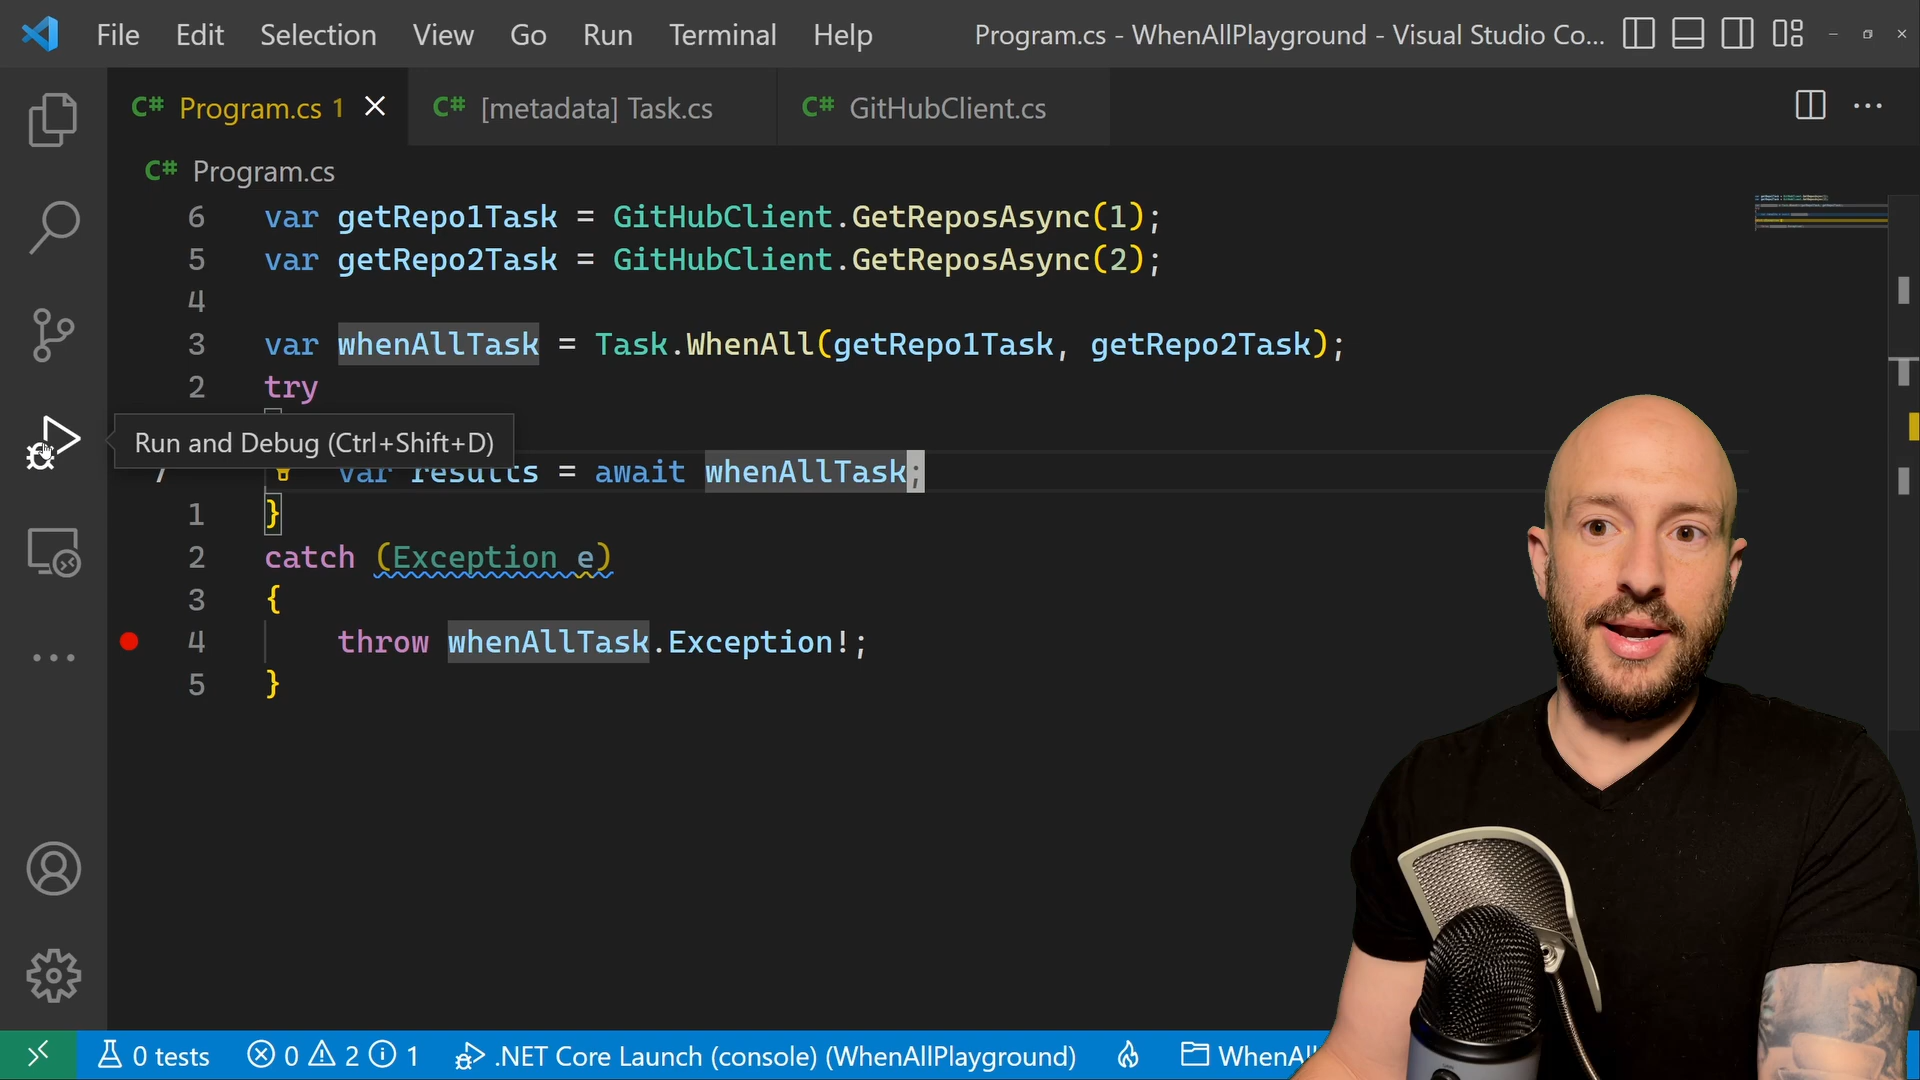 File Edit Selection View Go Run Terminal Help Program.cs - WhenAllPlayground - Visual Studio Co...
C# Program.cs 1 C# [metadata] Task.cs C# GitHubClient.cs
C# Program.cs
6 var getRepo1Task = GitHubClient.GetReposAsync(1);
5 var getRepo2Task = GitHubClient.GetReposAsync(2);
4
3 var whenAllTask = Task.WhenAll(getRepo1Task, getRepo2Task);
2 try
Run and Debug (Ctrl+Shift+D)
7 var results = await whenAllTask;
1 }
2 catch (Exception e)
3 {
4 throw whenAllTask.Exception!;
5 }
0 tests 0 2 1 .NET Core Launch (console) (WhenAllPlayground)